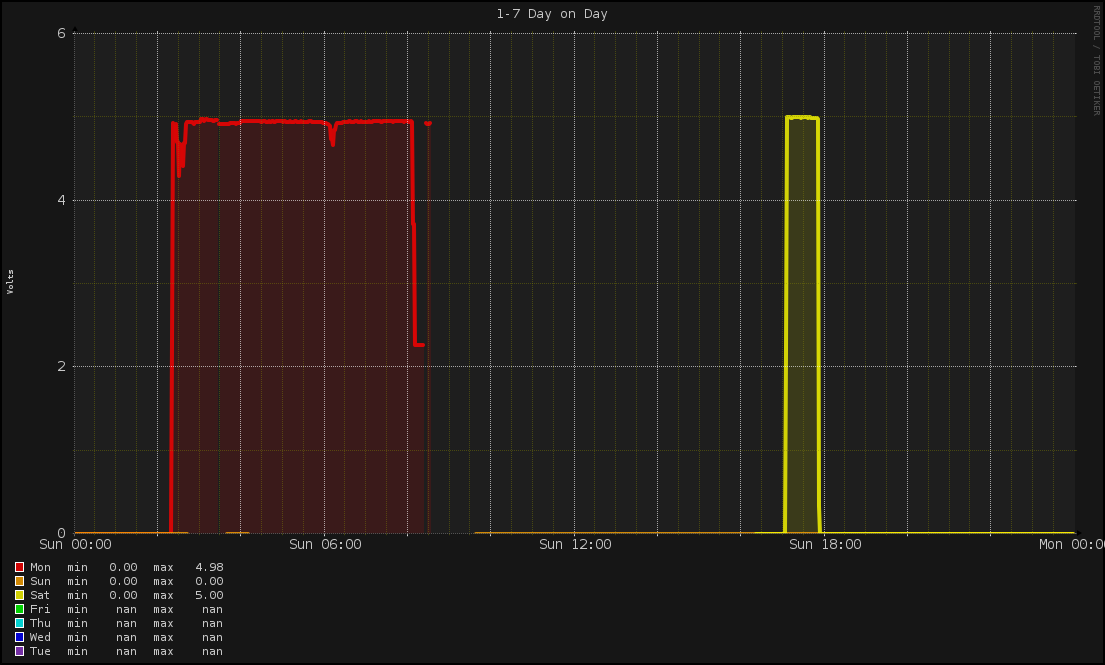 1-7 Day on Day
RRDTOOL / TOBI OETIKER
Volts
6
4
2
0
Sun 00:00 Sun 06:00 Sun 12:00 Sun 18:00 Mon 00:00
Mon min 0.00 max 4.98
Sun min 0.00 max 0.00
Sat min 0.00 max 5.00
Fri min nan max nan
Thu min nan max nan
Wed min nan max nan
Tue min nan max nan